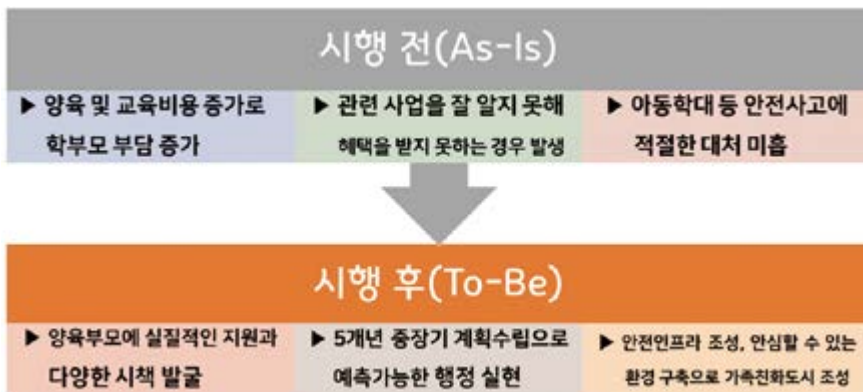 시행 전(As-Is)
▶ 양육 및 교육비용 증가로
학부모 부담 증가
▶ 관련 사업을 잘 알지 못해
혜택을 받지 못하는 경우 발생
▶ 아동학대 등 안전사고에
적절한 대처 미흡
시행 후(To-Be)
▶ 양육부모에 실질적인 지원과
다양한 시책 발굴
▶ 5개년 중장기 계획수립으로
예측가능한 행정 실현
▶ 안전인프라 조성, 안심할 수 있는
환경 구축으로 가족친화도시 조성